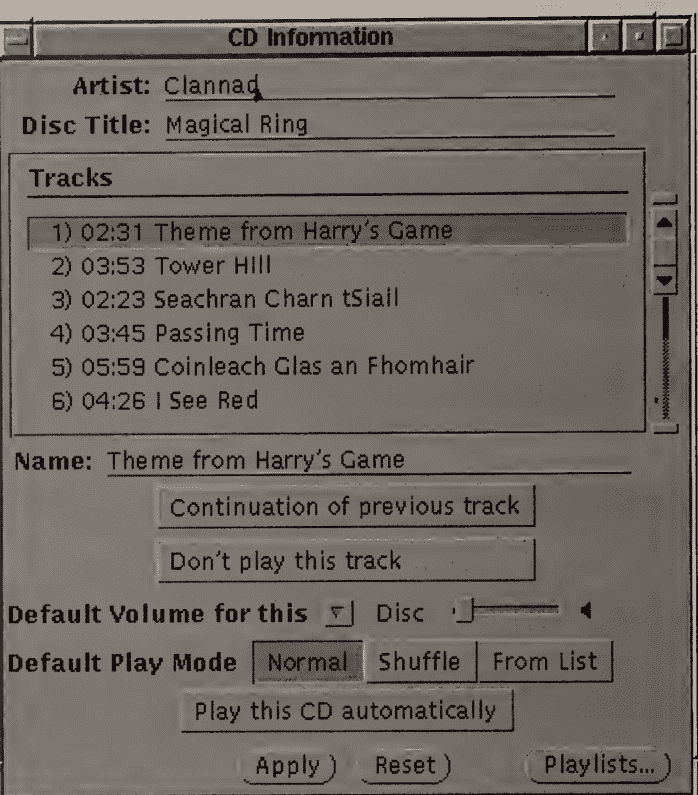 CD Information
Artist: Clannad
Disc Title: Magical Ring
Tracks
1) 02:31 Theme from Harry's Game
2) 03:53 Tower Hill
3) 02:23 Seachran Charn tSiail
4) 03:45 Passing Time
5) 05:59 Coinleach Glas an Fhomhair
6) 04:26 I See Red
Name: Theme from Harry's Game
Continuation of previous track
Don't play this track
Default Volume for this Disc
Default Play Mode Normal Shuffle From List
Play this CD automatically
Apply Reset Playlists...